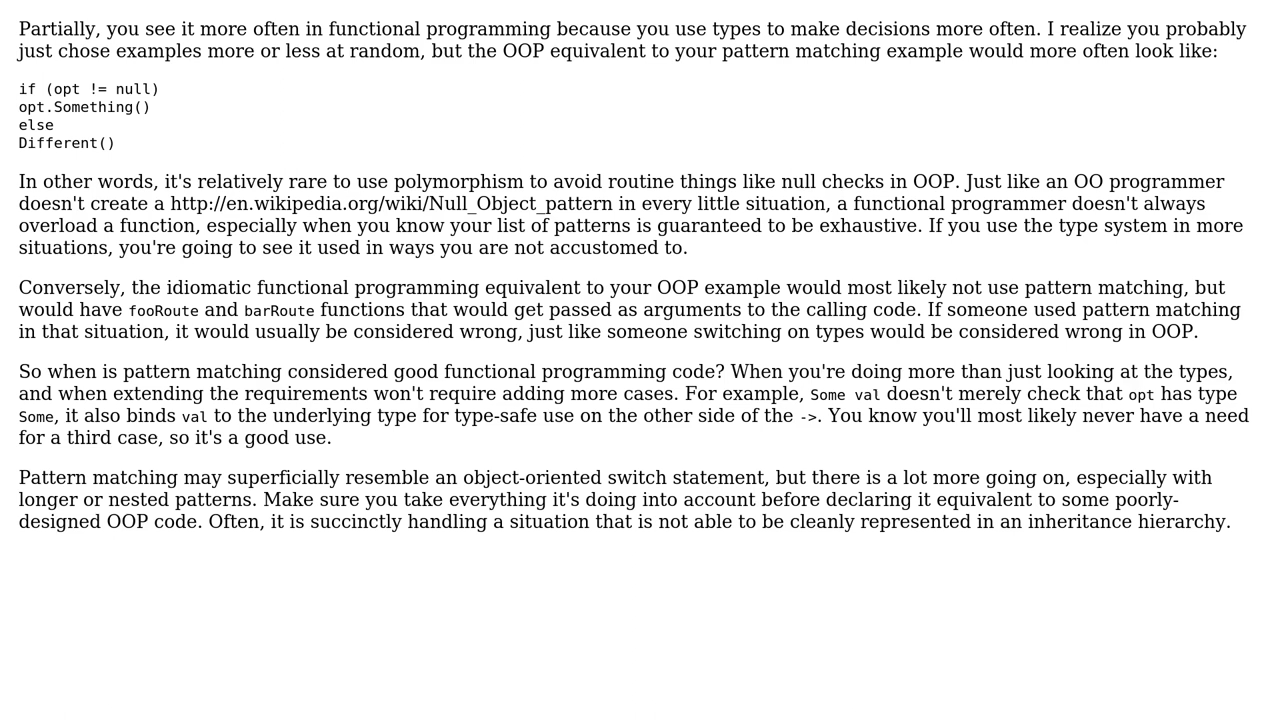 Partially, you see it more often in functional programming because you use types to make decisions more often. I realize you probably
just chose examples more or less at random, but the OOP equivalent to your pattern matching example would more often look like:
if (opt != null)
opt.Something()
else
Different()
In other words, it's relatively rare to use polymorphism to avoid routine things like null checks in OOP. Just like an OO programmer
doesn't create a http://en.wikipedia.org/wiki/Null_Object_pattern in every little situation, a functional programmer doesn't always
overload a function, especially when you know your list of patterns is guaranteed to be exhaustive. If you use the type system in more
situations, you're going to see it used in ways you are not accustomed to.
Conversely, the idiomatic functional programming equivalent to your OOP example would most likely not use pattern matching, but
would have fooRoute and barRoute functions that would get passed as arguments to the calling code. If someone used pattern matching
in that situation, it would usually be considered wrong, just like someone switching on types would be considered wrong in OOP.
So when is pattern matching considered good functional programming code? When you're doing more than just looking at the types,
and when extending the requirements won't require adding more cases. For example, Some val doesn't merely check that opt has type
Some, it also binds val to the underlying type for type-safe use on the other side of the ->. You know you'll most likely never have a need
for a third case, so it's a good use.
Pattern matching may superficially resemble an object-oriented switch statement, but there is a lot more going on, especially with
longer or nested patterns. Make sure you take everything it's doing into account before declaring it equivalent to some poorly-
designed OOP code. Often, it is succinctly handling a situation that is not able to be cleanly represented in an inheritance hierarchy.